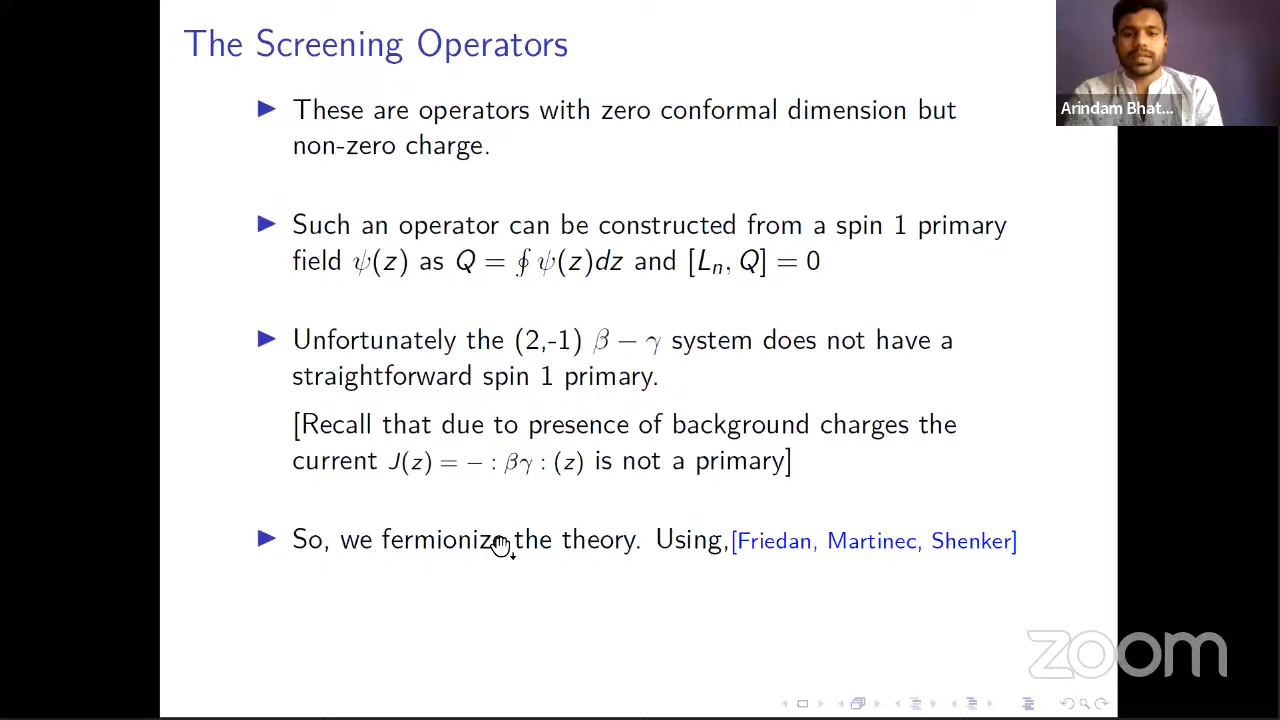 The Screening Operators
Arindam Bhat...
▶ These are operators with zero conformal dimension but
non-zero charge.
▶ Such an operator can be constructed from a spin 1 primary
field ψ(z) as Q = ∮ ψ(z)dz and [Lₙ, Q] = 0
▶ Unfortunately the (2,-1) β − γ system does not have a
straightforward spin 1 primary.
[Recall that due to presence of background charges the
current J(z) = − : βγ : (z) is not a primary]
▶ So, we fermionize the theory. Using,[Friedan, Martinec, Shenker]
zoom